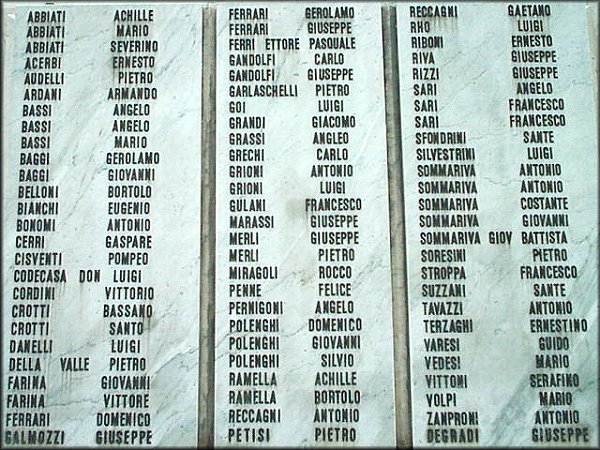 ABBIATI ACHILLE
ABBIATI MARIO
ABBIATI SEVERINO
ACERBI ERNESTO
AUDELLI PIETRO
ARDANI ARMANDO
BASSI ANGELO
BASSI ANGELO
BASSI MARIO
BAGGI GEROLAMO
BAGGI GIOVANNI
BELLONI BORTOLO
BIANCHI EUGENIO
BONOMI ANTONIO
CERRI GASPARE
CISVENTI POMPEO
CODECASA DON LUIGI
CORDINI VITTORIO
CROTTI BASSANO
CROTTI SANTO
DANELLI LUIGI
DELLA VALLE PIETRO
FARINA GIOVANNI
FARINA VITTORE
FERRARI DOMENICO
GALMOZZI GIUSEPPE
FERRARI GEROLAMO
FERRARI GIUSEPPE
FERRI ETTORE PASQUALE
GANDOLFI CARLO
GANDOLFI GIUSEPPE
GARLASCHELLI PIETRO
GOI LUIGI
GRANDI GIACOMO
GRASSI ANGLEO
GRECHI CARLO
GRIONI ANTONIO
GRIONI LUIGI
GULANI FRANCESCO
MARASSI GIUSEPPE
MERLI GIUSEPPE
MERLI PIETRO
MIRAGOLI ROCCO
PENNE FELICE
PERNIGONI ANGELO
POLENGHI DOMENICO
POLENGHI GIOVANNI
POLENGHI SILVIO
RAMELLA ACHILLE
RAMELLA BORTOLO
RECCAGNI ANTONIO
PETISI PIETRO
RECCAGNI GAETANO
RHO LUIGI
RIBONI ERNESTO
RIVA GIUSEPPE
RIZZI GIUSEPPE
SARI ANGELO
SARI FRANCESCO
SARI FRANCESCO
SFONDRINI SANTE
SILVESTRINI LUIGI
SOMMARIVA ANTONIO
SOMMARIVA ANTONIO
SOMMARIVA COSTANTE
SOMMARIVA GIOVANNI
SOMMARIVA GIOV BATTISTA
SORESINI PIETRO
STROPPA FRANCESCO
SUZZANI SANTE
TAVAZZI ANTONIO
TERZAGHI ERNESTINO
VARESI GUIDO
VEDESI MARIO
VITTONI SERAFINO
VOLPI MARIO
ZANPRONI ANTONIO
DEGRADI GIUSEPPE